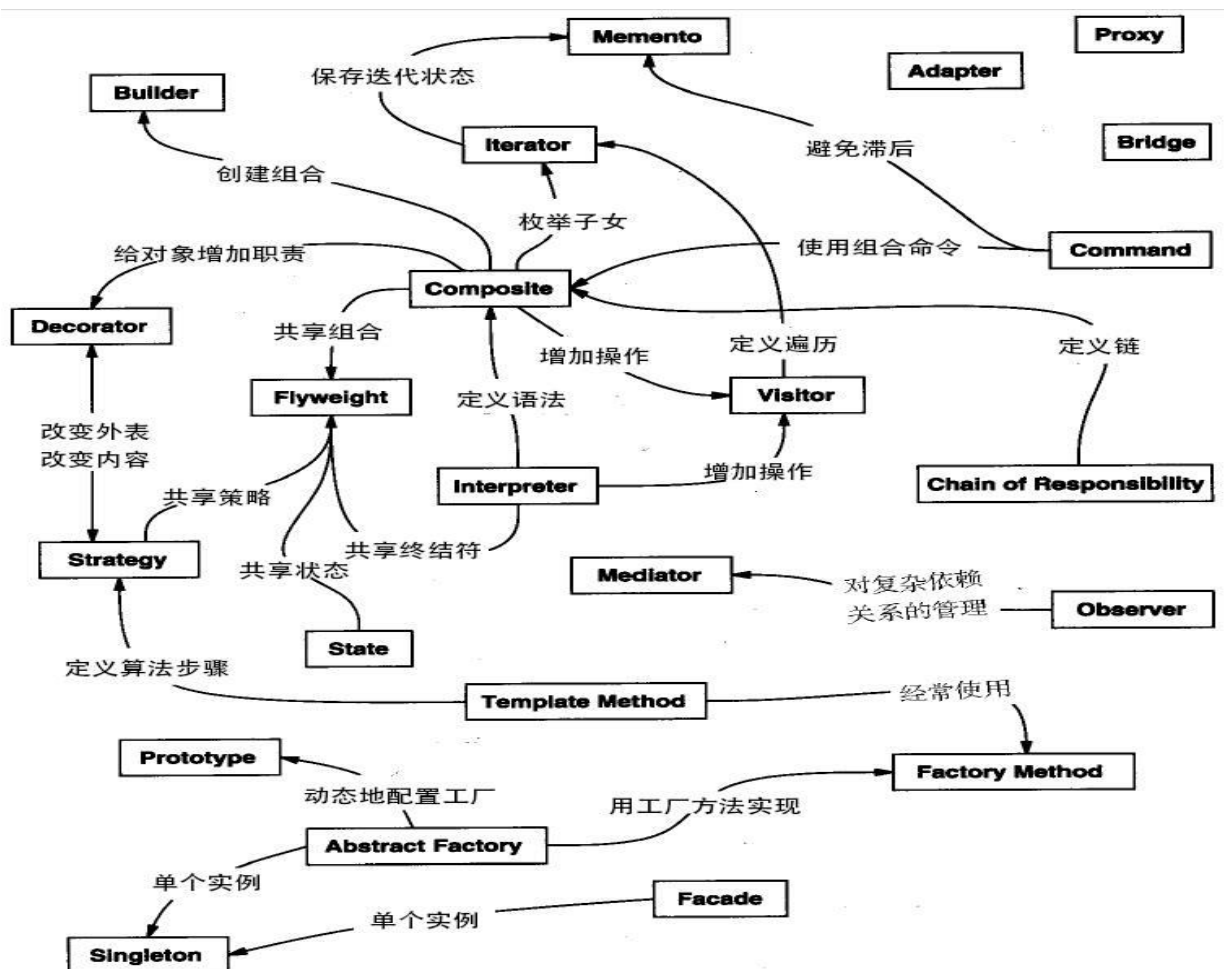 Memento
Proxy
Adapter
保存迭代状态
Builder
Iterator
避免滞后
Bridge
创建组合
枚举子女
使用组合命令
Command
给对象增加职责
Composite
Decorator
共享组合
增加操作
定义遍历
定义链
Flyweight
定义语法
Visitor
改变外表
改变内容
增加操作
共享策略
Interpreter
Chain of Responsibility
Strategy
共享状态
共享终结符
Mediator
对复杂依赖
关系的管理
Observer
State
定义算法步骤
Template Method
经常使用
Prototype
Factory Method
动态地配置工厂
用工厂方法实现
Abstract Factory
单个实例
Facade
单个实例
Singleton